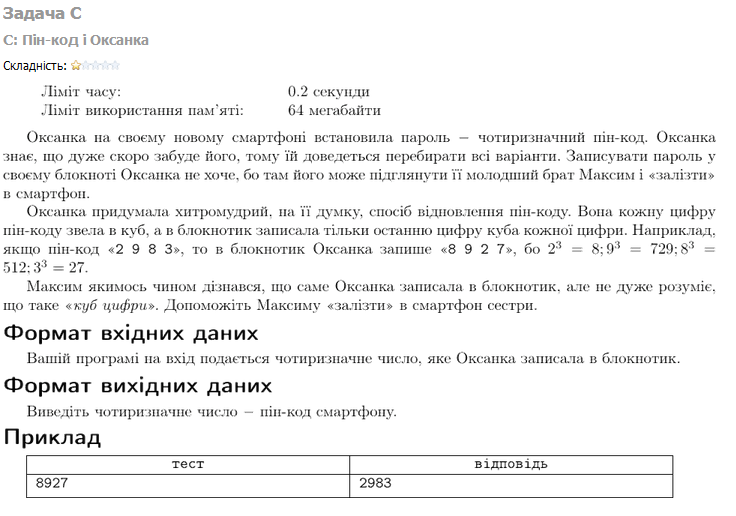 Задача C
C: Пін-код і Оксанка
Складність:
Ліміт часу: 0.2 секунди
Ліміт використання пам'яті: 64 мегабайти
Оксанка на своєму новому смартфоні встановила пароль – чотиризначний пін-код. Оксанка
знає, що дуже скоро забуде його, тому їй доведеться перебирати всі варіанти. Записувати пароль у
своєму блокноті Оксанка не хоче, бо там його може підглянути її молодший брат Максим і «залізти»
в смартфон.
Оксанка придумала хитромудрий, на її думку, спосіб відновлення пін-коду. Вона кожну цифру
пін-коду звела в куб, а в блокнотик записала тільки останню цифру куба кожної цифри. Наприклад,
якщо пін-код «2 9 8 3», то в блокнотик Оксанка запише «8 9 2 7», бо 2³ = 8; 9³ = 729; 8³ =
512; 3³ = 27.
Максим якимось чином дізнався, що саме Оксанка записала в блокнотик, але не дуже розуміє,
що таке «куб цифри». Допоможіть Максиму «залізти» в смартфон сестри.
Формат вхідних даних
Вашій програмі на вхід подається чотиризначне число, яке Оксанка записала в блокнотик.
Формат вихідних даних
Виведіть чотиризначне число – пін-код смартфону.
Приклад
тест відповідь
8927 2983